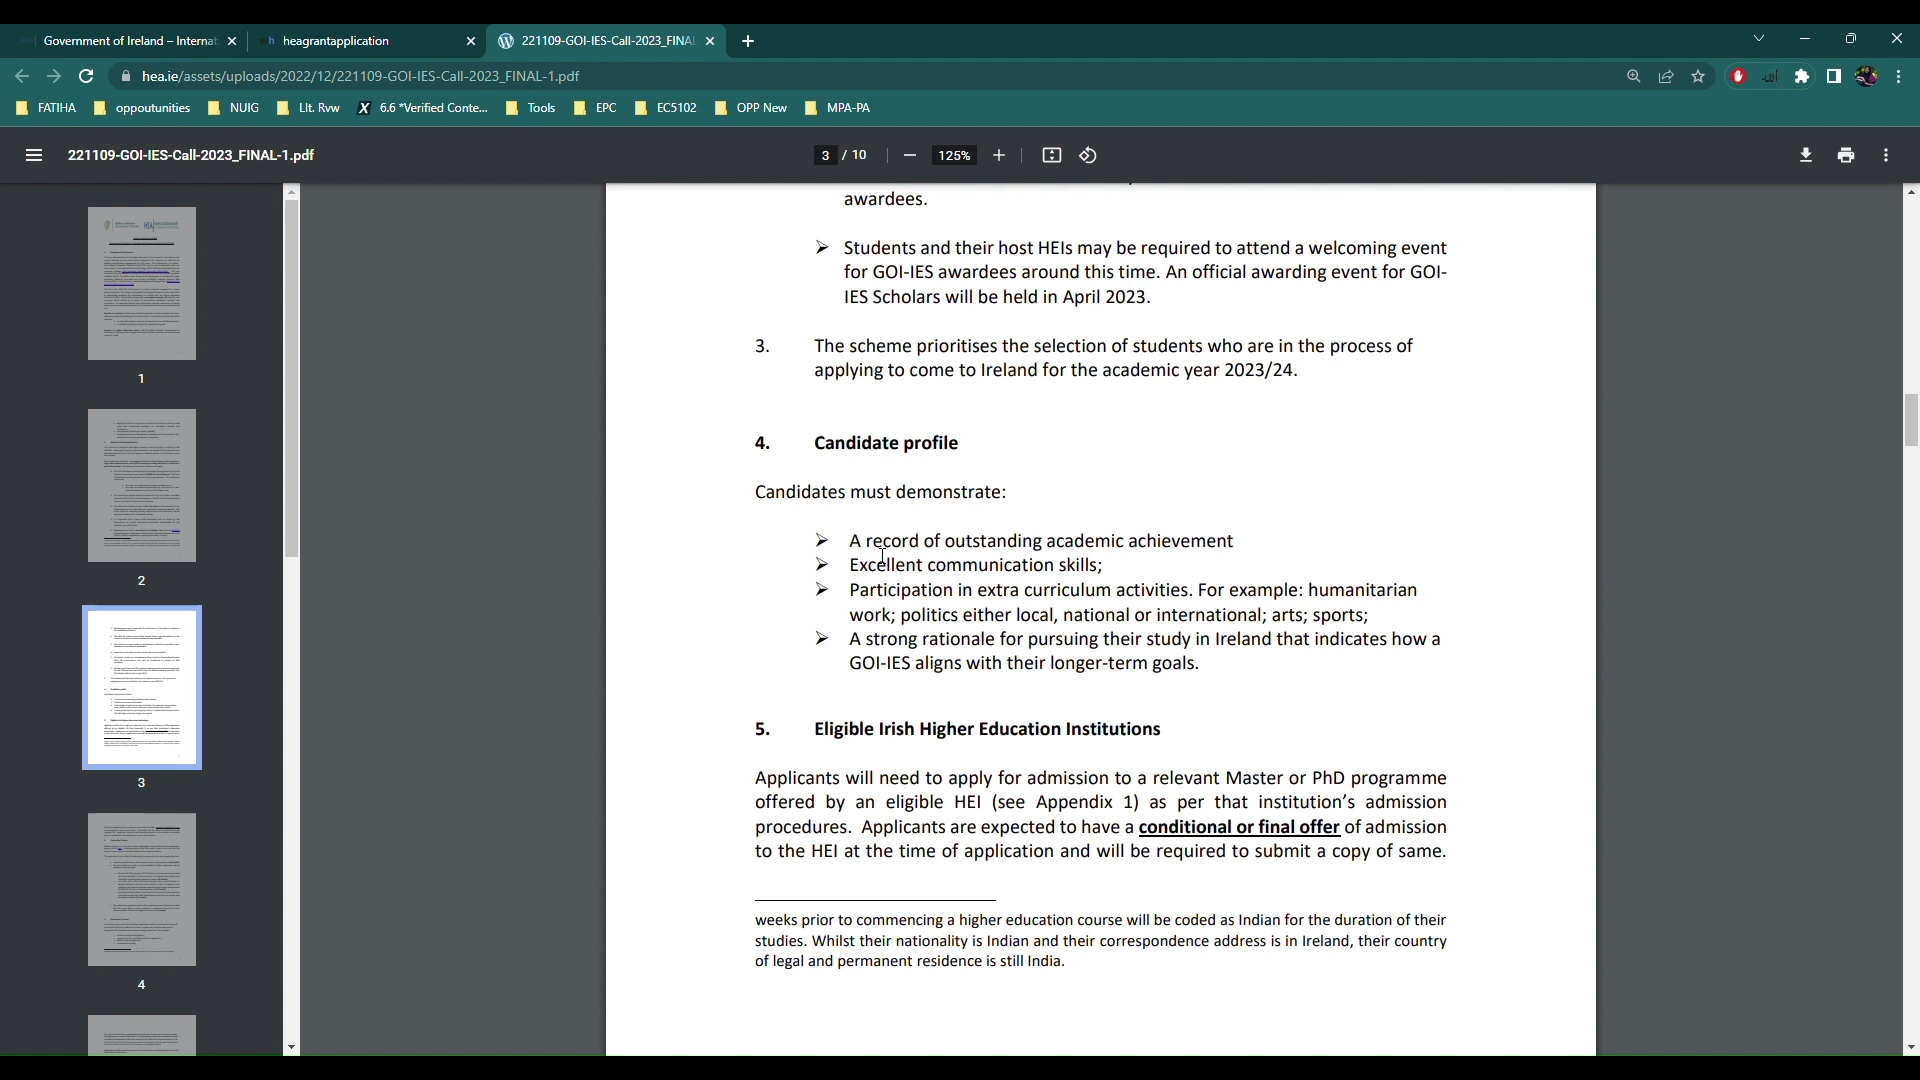 Government of Ireland – Internat
heagrantapplication
221109-GOI-IES-Call-2023_FINAL
hea.ie/assets/uploads/2022/12/221109-GOI-IES-Call-2023_FINAL-1.pdf
FATIHA
oppoutunities
NUIG
LIt. Rvw
6.6 *Verified Conte...
Tools
EPC
EC5102
OPP New
MPA-PA
221109-GOI-IES-Call-2023_FINAL-1.pdf
3 / 10
125%
1
2
3
4
awardees.
➢ Students and their host HEIs may be required to attend a welcoming event
for GOI-IES awardees around this time. An official awarding event for GOI-
IES Scholars will be held in April 2023.
3. The scheme prioritises the selection of students who are in the process of
applying to come to Ireland for the academic year 2023/24.
4. Candidate profile
Candidates must demonstrate:
➢ A record of outstanding academic achievement
➢ Excellent communication skills;
➢ Participation in extra curriculum activities. For example: humanitarian
work; politics either local, national or international; arts; sports;
➢ A strong rationale for pursuing their study in Ireland that indicates how a
GOI-IES aligns with their longer-term goals.
5. Eligible Irish Higher Education Institutions
Applicants will need to apply for admission to a relevant Master or PhD programme
offered by an eligible HEI (see Appendix 1) as per that institution's admission
procedures. Applicants are expected to have a conditional or final offer of admission
to the HEI at the time of application and will be required to submit a copy of same.
weeks prior to commencing a higher education course will be coded as Indian for the duration of their
studies. Whilst their nationality is Indian and their correspondence address is in Ireland, their country
of legal and permanent residence is still India.